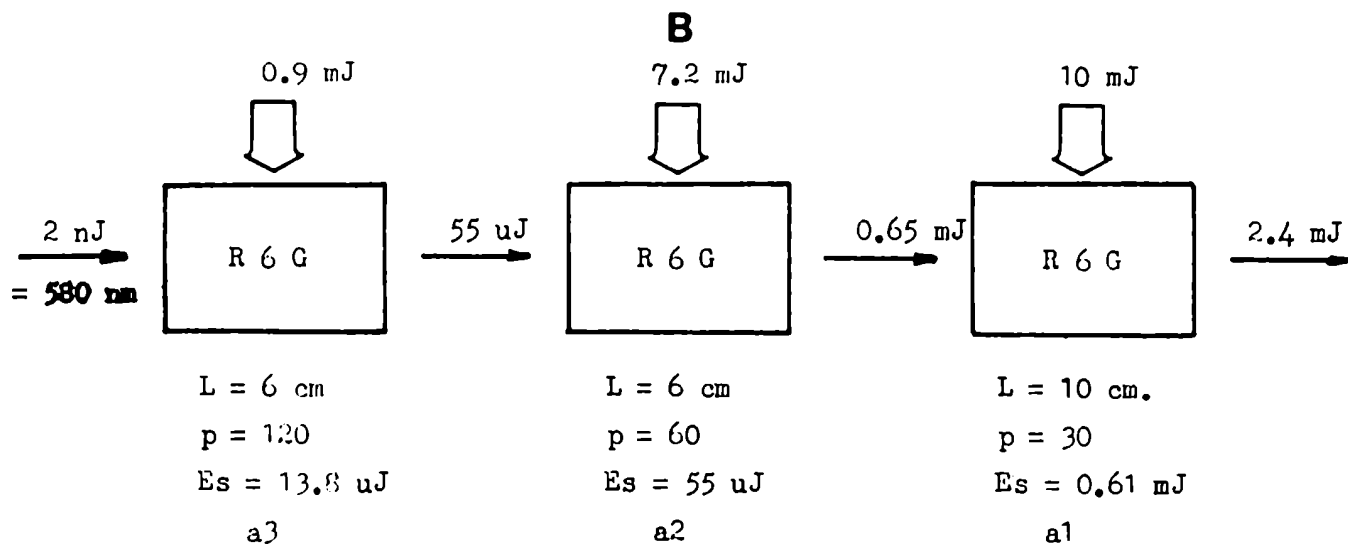 B
0.9 mJ
7.2 mJ
10 mJ
2 nJ
= 580 nm
R 6 G
55 uJ
R 6 G
0.65 mJ
R 6 G
2.4 mJ
L = 6 cm
p = 120
Es = 13.8 uJ
a3
L = 6 cm
p = 60
Es = 55 uJ
a2
L = 10 cm.
p = 30
Es = 0.61 mJ
a1